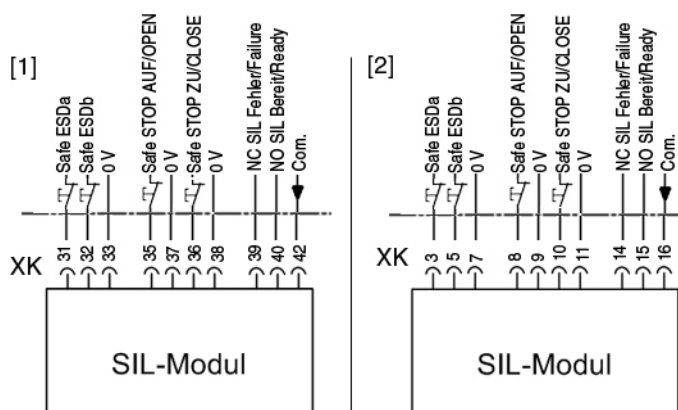 [1]
Safe ESDa
Safe ESDb
0 V
Safe STOP AUF/OPEN
0 V
Safe STOP ZU/CLOSE
0 V
NC SIL Fehler/Failure
NO SIL Bereit/Ready
Com.
XK
31
32
33
35
37
36
38
39
40
42
SIL-Modul
[2]
Safe ESDa
Safe ESDb
0 V
Safe STOP AUF/OPEN
0 V
Safe STOP ZU/CLOSE
0 V
NC SIL Fehler/Failure
NO SIL Bereit/Ready
Com.
XK
3
5
7
8
9
10
11
14
15
16
SIL-Modul